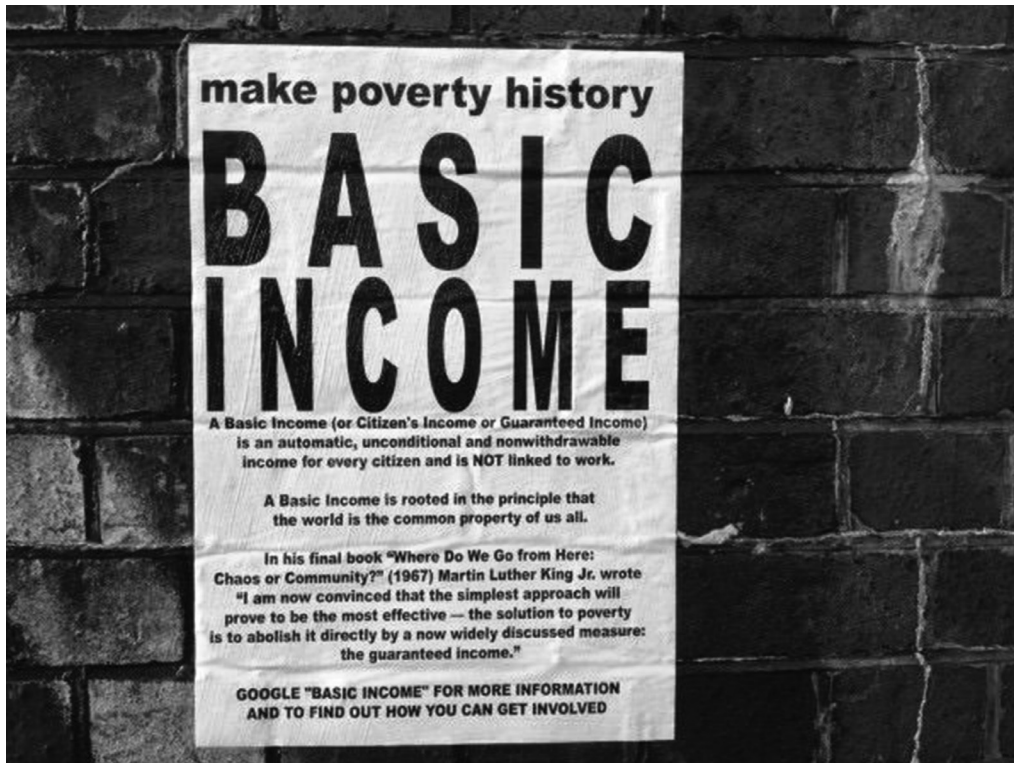 make poverty history
BASIC
INCOME
A Basic Income (or Citizen's Income or Guaranteed Income)
is an automatic, unconditional and nonwithdrawable
income for every citizen and is NOT linked to work.
A Basic Income is rooted in the principle that
the world is the common property of us all.
In his final book “Where Do We Go from Here:
Chaos or Community?” (1967) Martin Luther King Jr. wrote
“I am now convinced that the simplest approach will
prove to be the most effective — the solution to poverty
is to abolish it directly by a now widely discussed measure:
the guaranteed income.”
GOOGLE "BASIC INCOME" FOR MORE INFORMATION
AND TO FIND OUT HOW YOU CAN GET INVOLVED